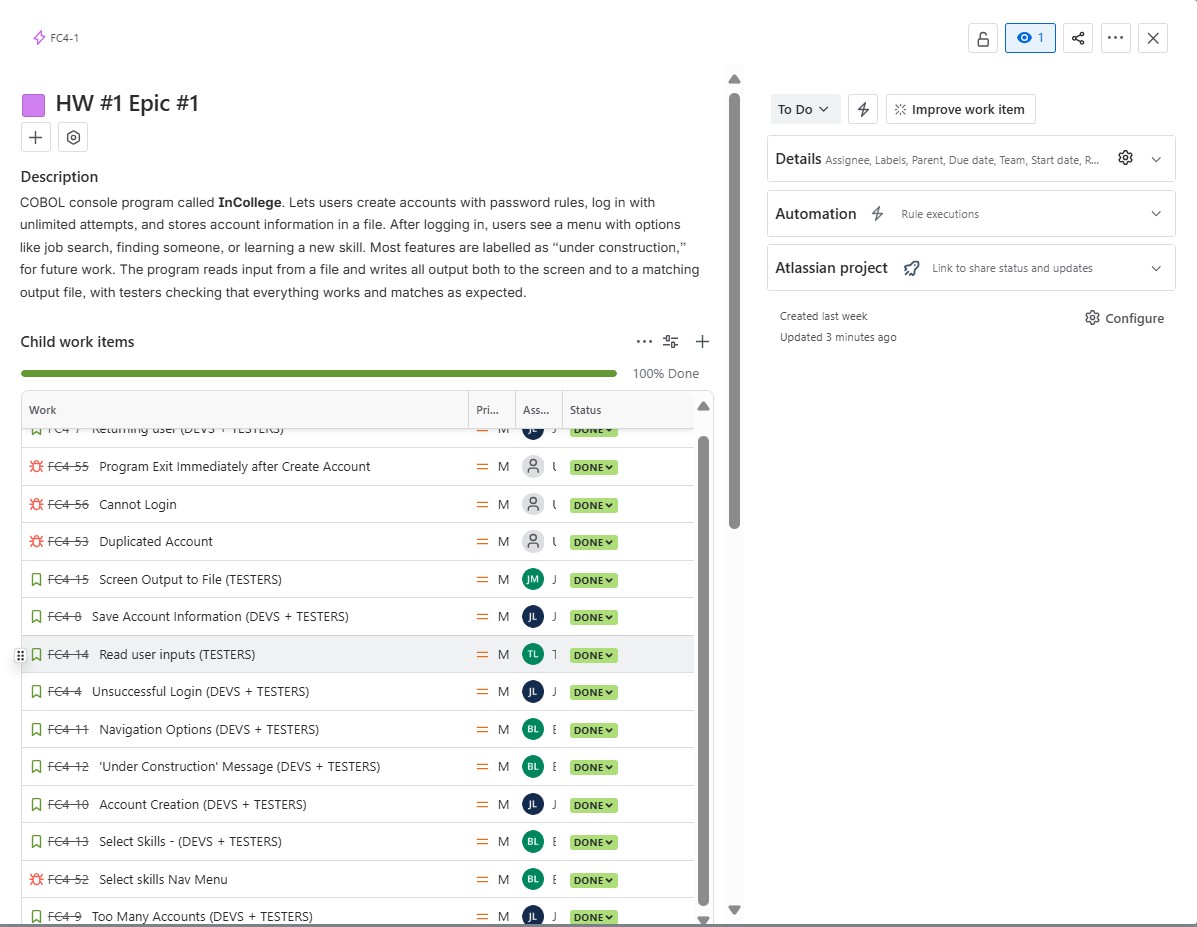 FC4-1
1
HW #1 Epic #1
Description
COBOL console program called InCollege. Lets users create accounts with password rules, log in with
unlimited attempts, and stores account information in a file. After logging in, users see a menu with options
like job search, finding someone, or learning a new skill. Most features are labelled as “under construction,”
for future work. The program reads input from a file and writes all output both to the screen and to a matching
output file, with testers checking that everything works and matches as expected.
Child work items
100% Done
Work Pri... Ass... Status
FC4-7 Returning user (DEVS + TESTERS) M JL J DONE
FC4-55 Program Exit Immediately after Create Account M U DONE
FC4-56 Cannot Login M U DONE
FC4-53 Duplicated Account M U DONE
FC4-15 Screen Output to File (TESTERS) M JM J DONE
FC4-8 Save Account Information (DEVS + TESTERS) M JL J DONE
FC4-14 Read user inputs (TESTERS) M TL T DONE
FC4-4 Unsuccessful Login (DEVS + TESTERS) M JL J DONE
FC4-11 Navigation Options (DEVS + TESTERS) M BL DONE
FC4-12 'Under Construction' Message (DEVS + TESTERS) M BL DONE
FC4-10 Account Creation (DEVS + TESTERS) M JL J DONE
FC4-13 Select Skills - (DEVS + TESTERS) M BL DONE
FC4-52 Select skills Nav Menu M BL DONE
FC4-9 Too Many Accounts (DEVS + TESTERS) M JL J DONE
To Do
Improve work item
Details Assignee, Labels, Parent, Due date, Team, Start date, R...
Automation Rule executions
Atlassian project Link to share status and updates
Created last week
Updated 3 minutes ago
Configure